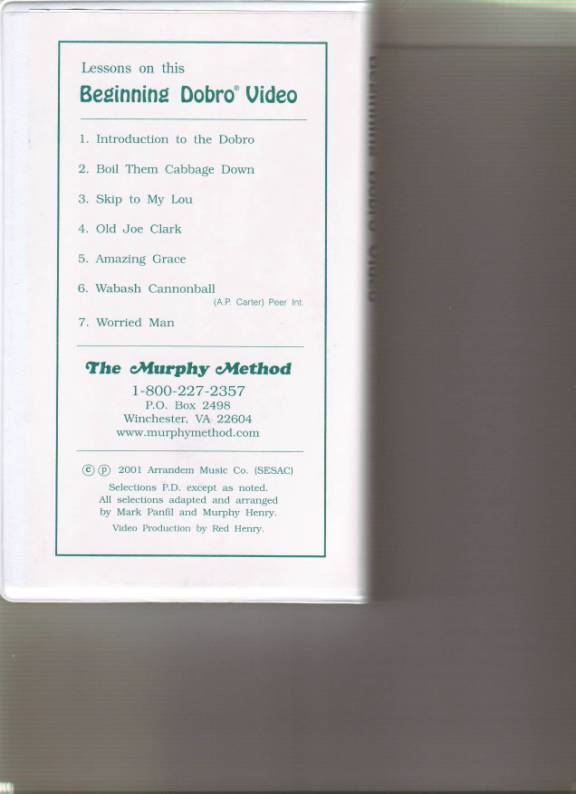 Lessons on this
Beginning Dobro® Video
1. Introduction to the Dobro
2. Boil Them Cabbage Down
3. Skip to My Lou
4. Old Joe Clark
5. Amazing Grace
6. Wabash Cannonball
(A.P. Carter) Peer Int.
7. Worried Man
The Murphy Method
1-800-227-2357
P.O. Box 2498
Winchester, VA 22604
www.murphymethod.com
© ℗ 2001 Arrandem Music Co. (SESAC)
Selections P.D. except as noted.
All selections adapted and arranged
by Mark Panfil and Murphy Henry.
Video Production by Red Henry.
Beginning Dobro Video